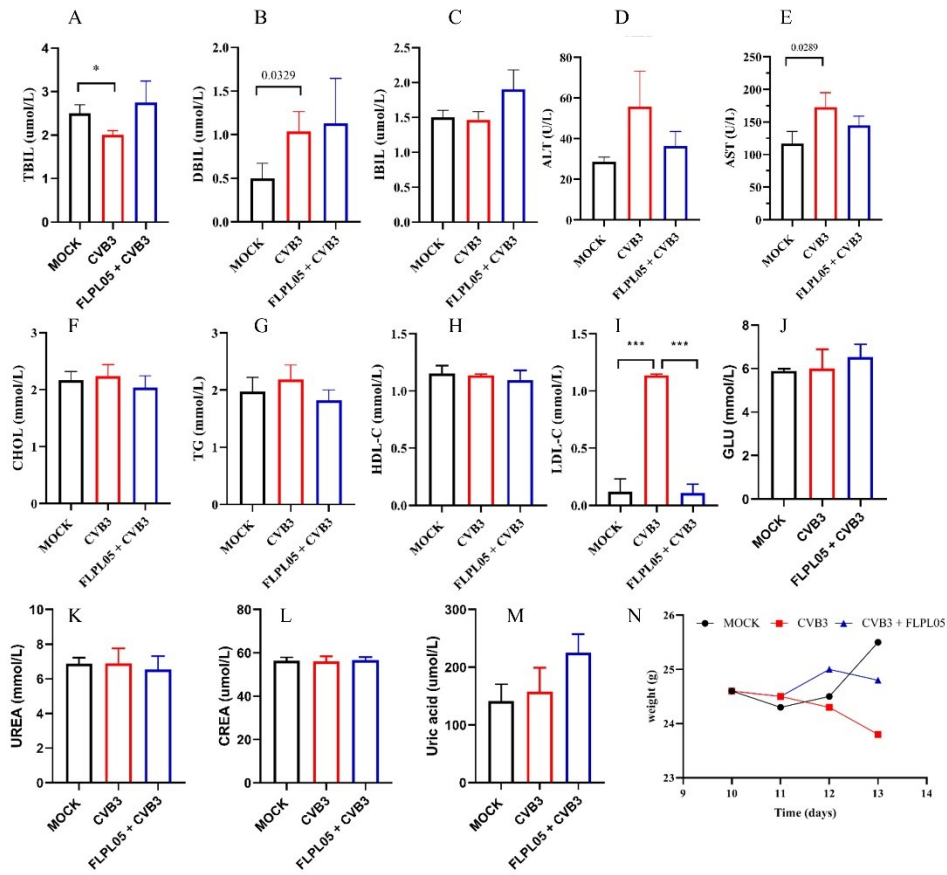 A
B
C
D
E
TBIL (umol/L)
4
3
2
1
0
*
MOCK
CVB3
FLPL05 + CVB3
DBIL (umol/L)
2.0
1.5
1.0
0.5
0.0
0.0329
MOCK
CVB3
FLPL05 + CVB3
IBIL (umol/L)
2.5
2.0
1.5
1.0
0.5
0.0
MOCK
CVB3
FLPL05 + CVB3
ALT (U/L)
80
60
40
20
0
MOCK
CVB3
FLPL05 + CVB3
AST (U/L)
250
200
150
100
50
0
0.0289
MOCK
CVB3
FLPL05 + CVB3
F
G
H
I
J
CHOL (mmol/L)
3
2
1
0
MOCK
CVB3
FLPL05 + CVB3
TG (mmol/L)
3
2
1
0
MOCK
CVB3
FLPL05 + CVB3
HDL-C (mmol/L)
1.5
1.0
0.5
0.0
MOCK
CVB3
FLPL05 + CVB3
LDL-C (mmol/L)
1.5
1.0
0.5
0.0
***
***
MOCK
CVB3
FLPL05 + CVB3
GLU (mmol/L)
8
6
4
2
0
MOCK
CVB3
FLPL05 + CVB3
K
L
M
N
UREA (mmol/L)
10
8
6
4
2
0
MOCK
CVB3
FLPL05 + CVB3
CREA (umol/L)
80
60
40
20
0
MOCK
CVB3
FLPL05 + CVB3
Uric acid (umol/L)
300
200
100
0
MOCK
CVB3
FLPL05 + CVB3
MOCK
CVB3
CVB3 + FLPL05
weight (g)
26
25
24
23
9
10
11
12
13
14
Time (days)